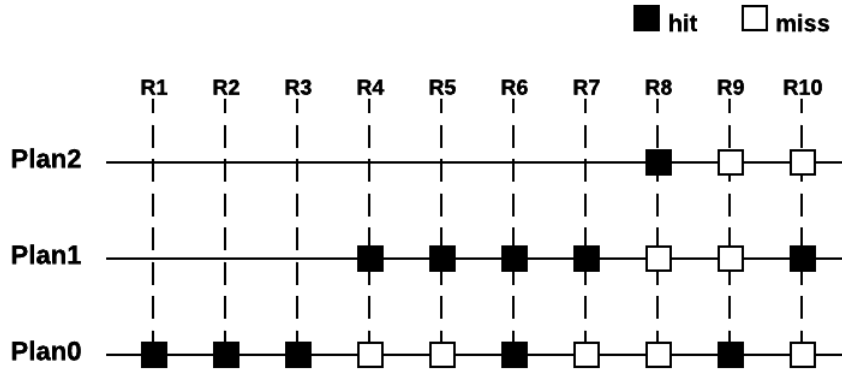 hit miss
R1 R2 R3 R4 R5 R6 R7 R8 R9 R10
Plan2
Plan1
Plan0